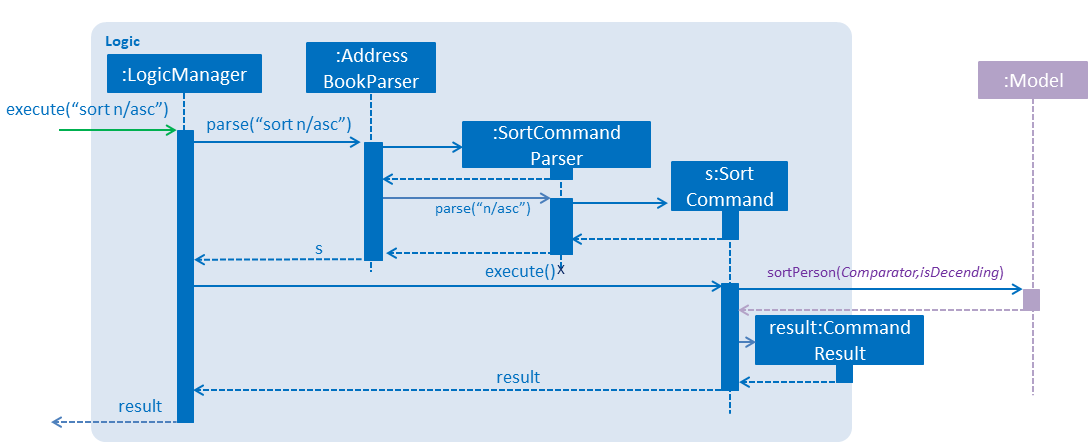 Logic
:LogicManager
:Address
BookParser
:Model
execute(“sort n/asc”)
parse(“sort n/asc”)
:SortCommand
Parser
s:Sort
Command
parse(“n/asc”)
s
execute()
X
sortPerson(Comparator,isDecending)
result:Command
Result
result
result